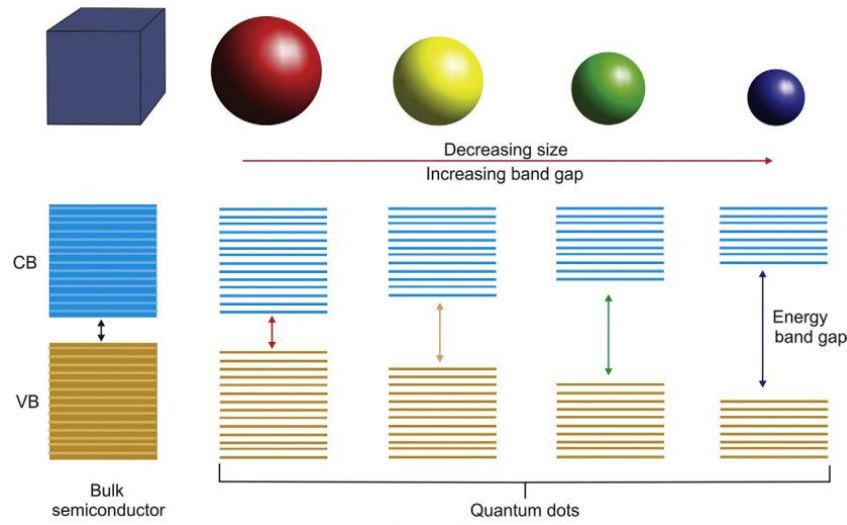 Decreasing size
Increasing band gap
CB
Energy
band gap
VB
Bulk
semiconductor
Quantum dots